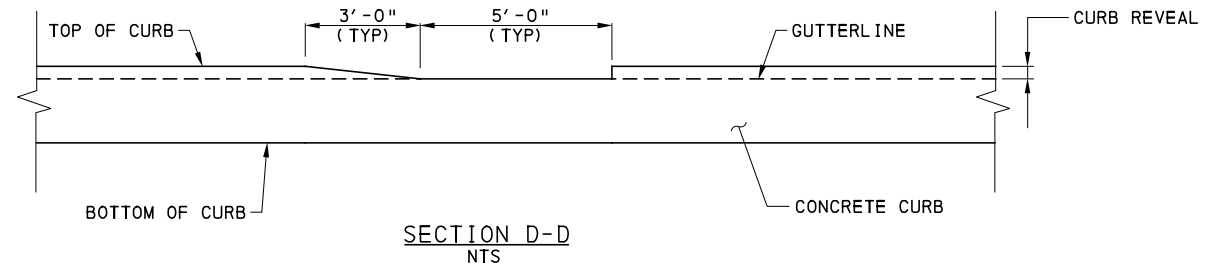 3'-0"
(TYP)
5'-0"
(TYP)
CURB REVEAL
TOP OF CURB
GUTTERLINE
BOTTOM OF CURB
CONCRETE CURB
SECTION D-D
NTS